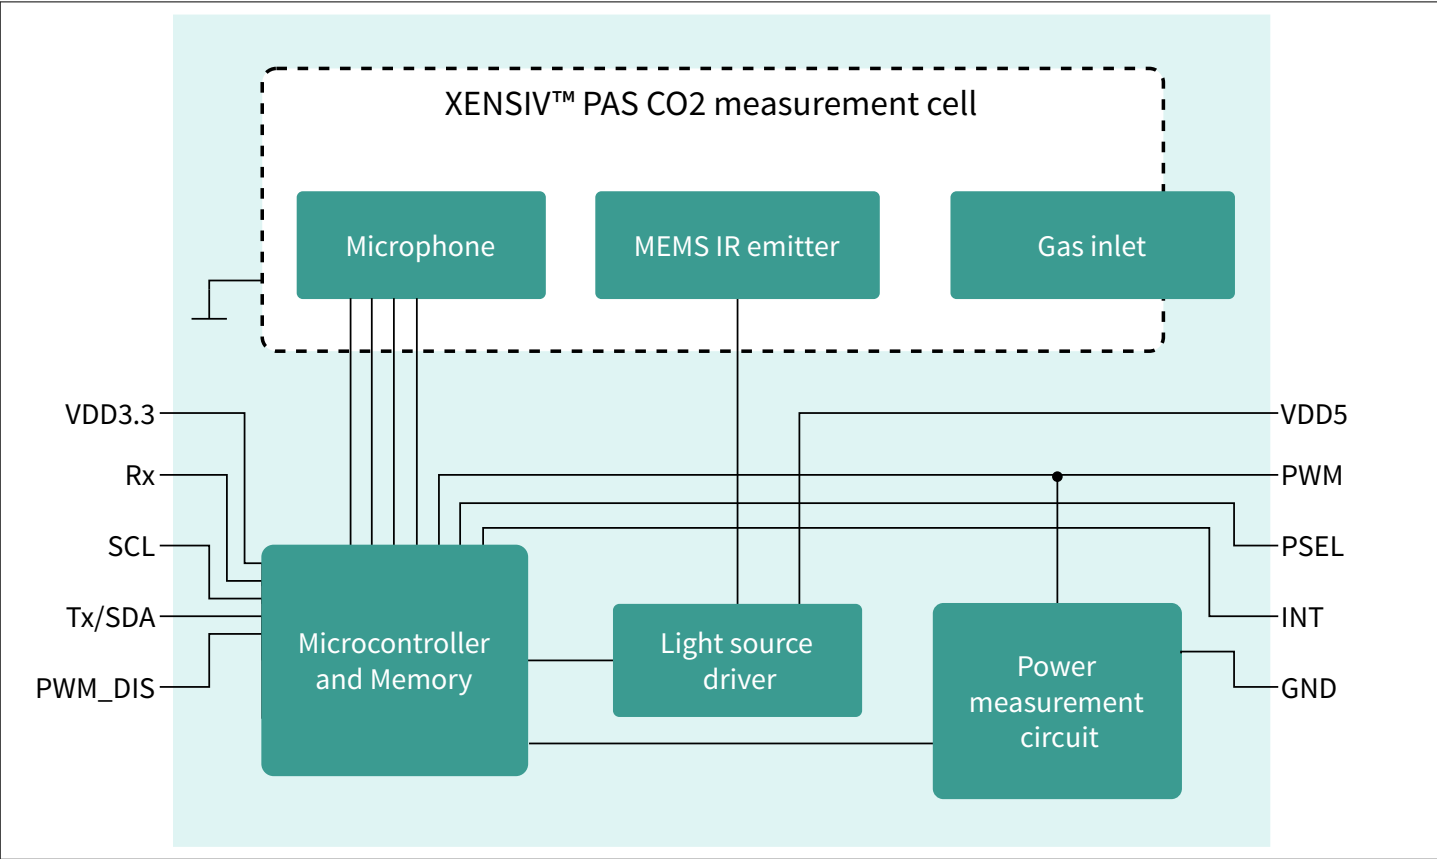 XENSIV™ PAS CO2 measurement cell
Microphone
MEMS IR emitter
Gas inlet
VDD3.3
Rx
SCL
Tx/SDA
PWM_DIS
VDD5
PWM
PSEL
INT
GND
Microcontroller
and Memory
Light source
driver
Power
measurement
circuit